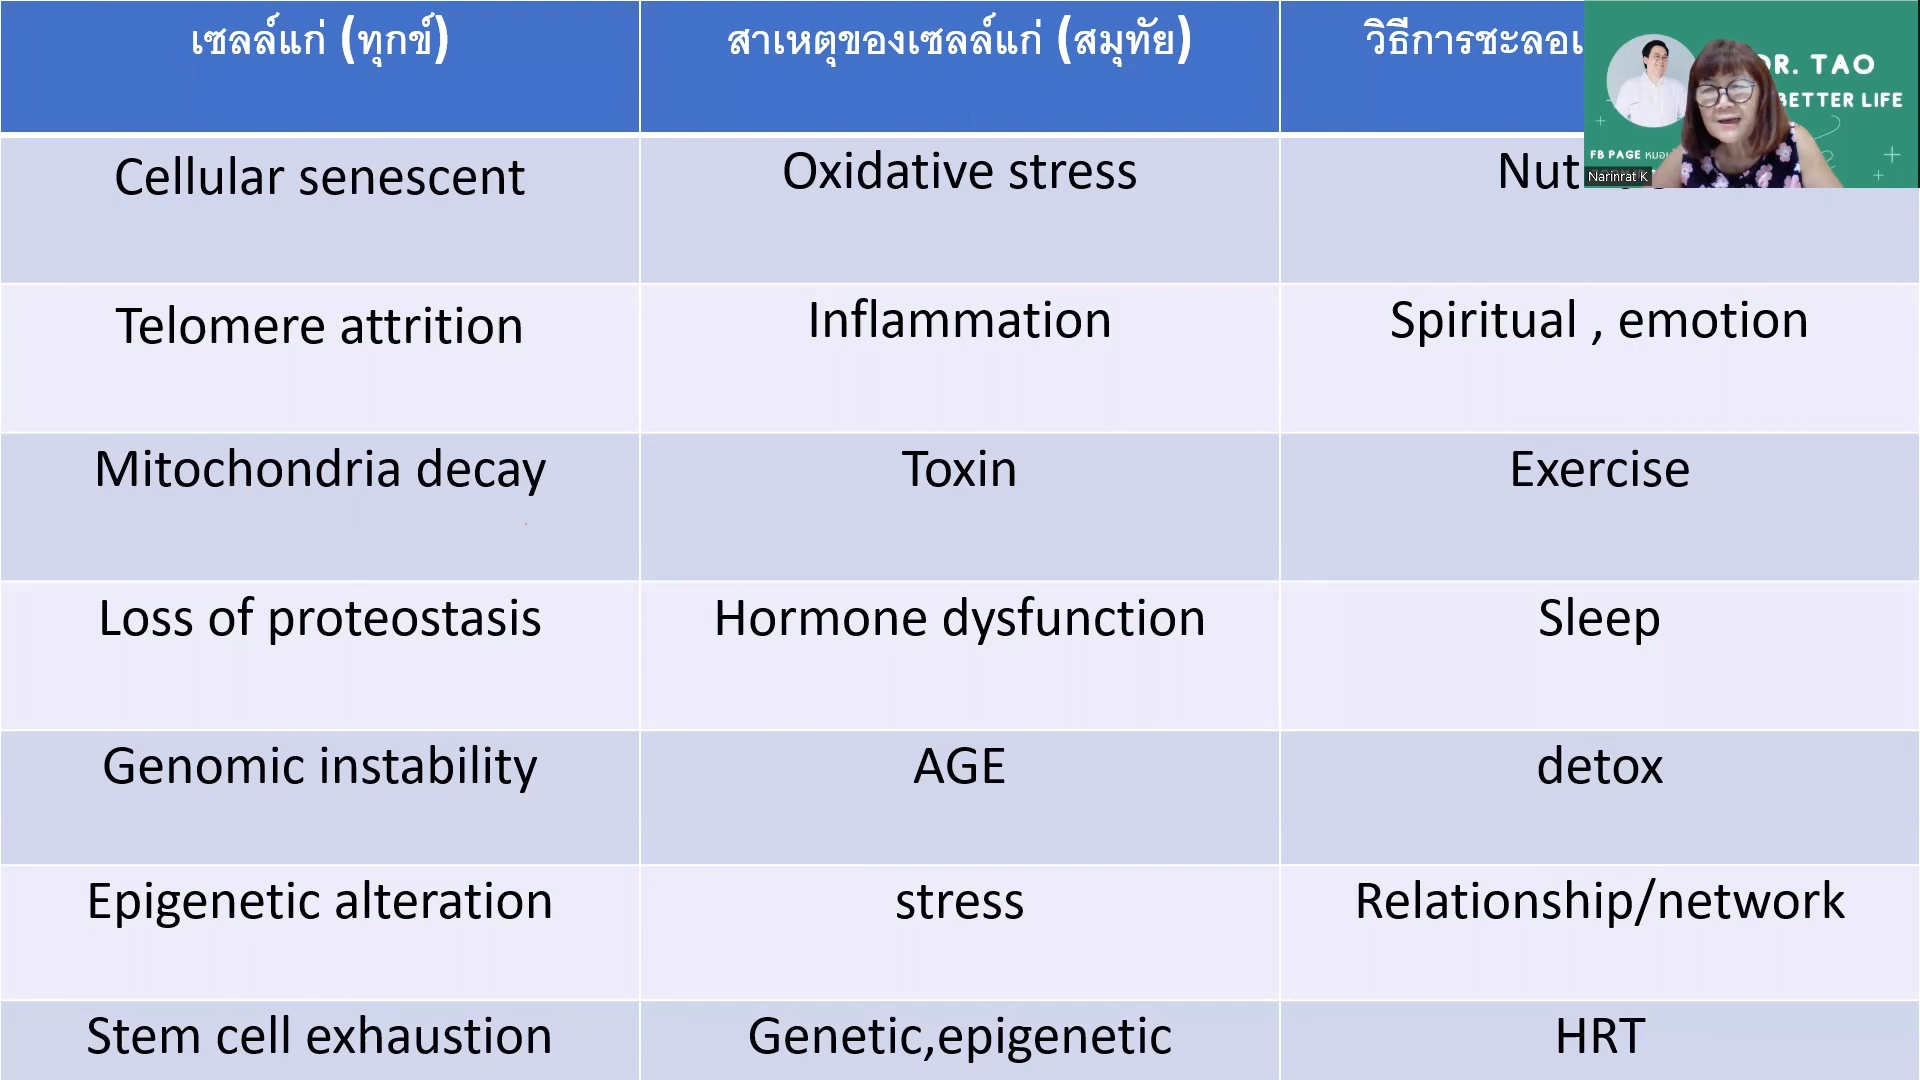 เซลล์แก่ (ทุกข์)
สาเหตุของเซลล์แก่ (สมุทัย)
วิธีการชะลอ
DR. TAO
BETTER LIFE
FB PAGE หมอ
Narinrat K
Cellular senescent
Oxidative stress
Telomere attrition
Inflammation
Spiritual , emotion
Mitochondria decay
Toxin
Exercise
Loss of proteostasis
Hormone dysfunction
Sleep
Genomic instability
AGE
detox
Epigenetic alteration
stress
Relationship/network
Stem cell exhaustion
Genetic,epigenetic
HRT